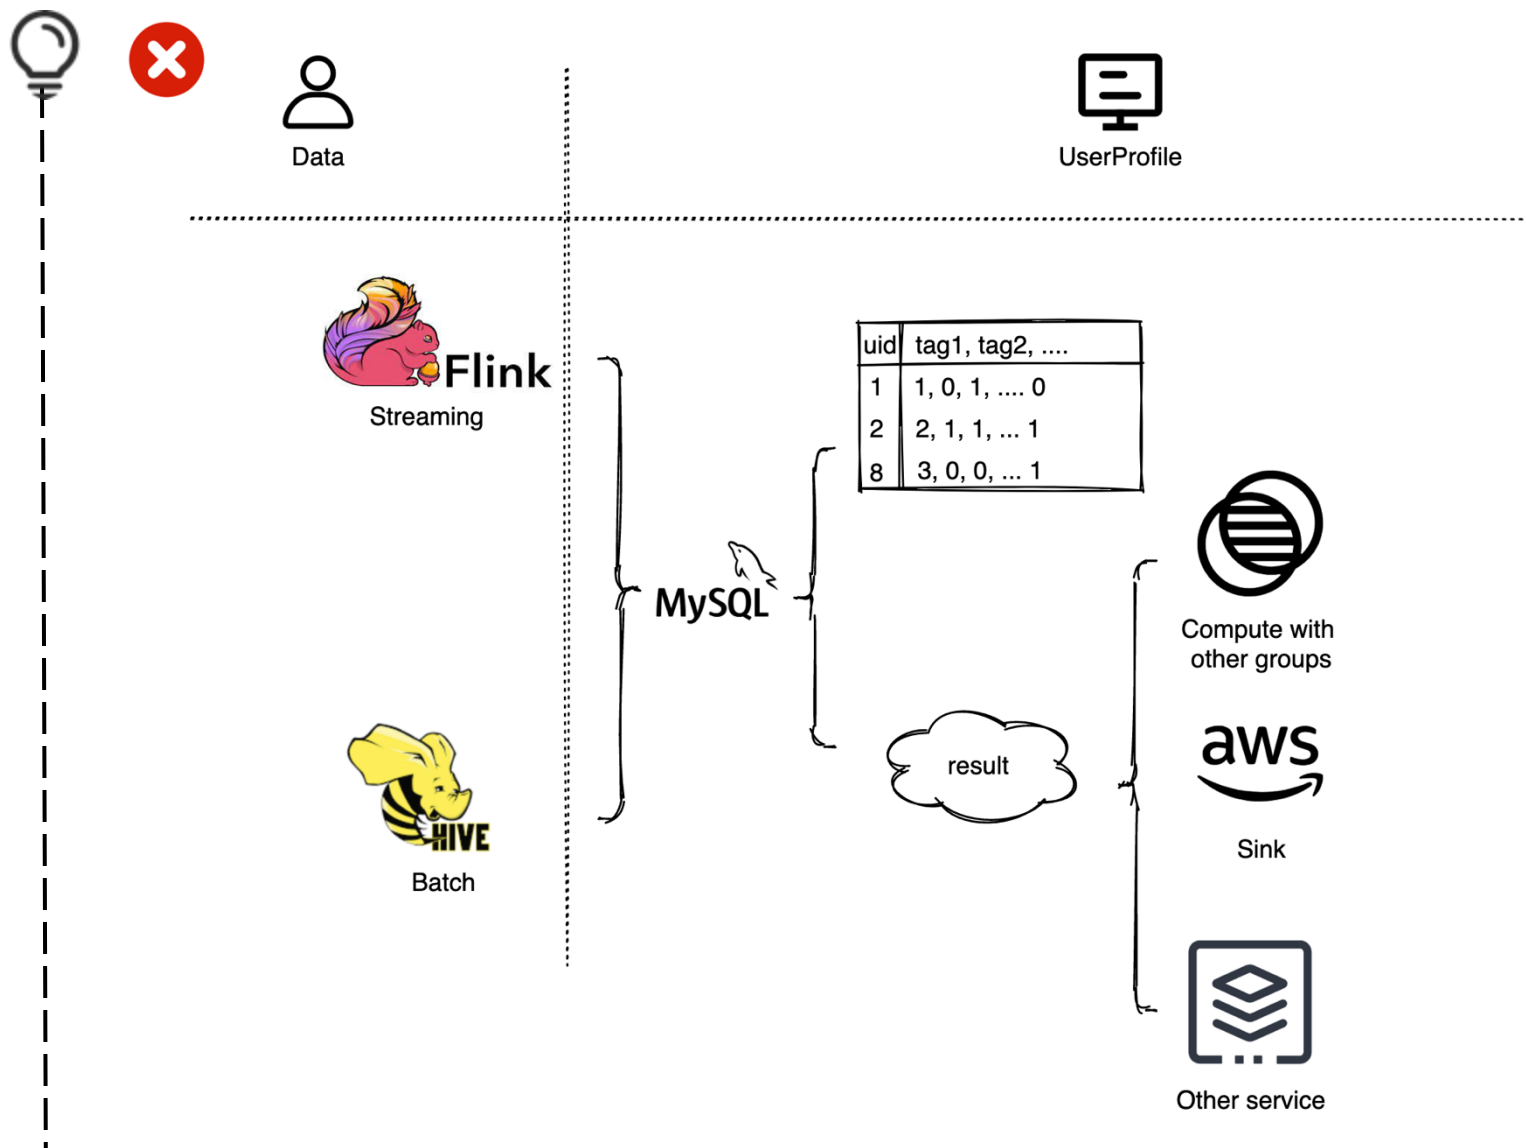 Data
UserProfile
Flink
Streaming
uid tag1, tag2, ....
1 1, 0, 1, .... 0
2 2, 1, 1, ... 1
8 3, 0, 0, ... 1
MySQL
Compute with
other groups
result
aws
Sink
HIVE
Batch
Other service